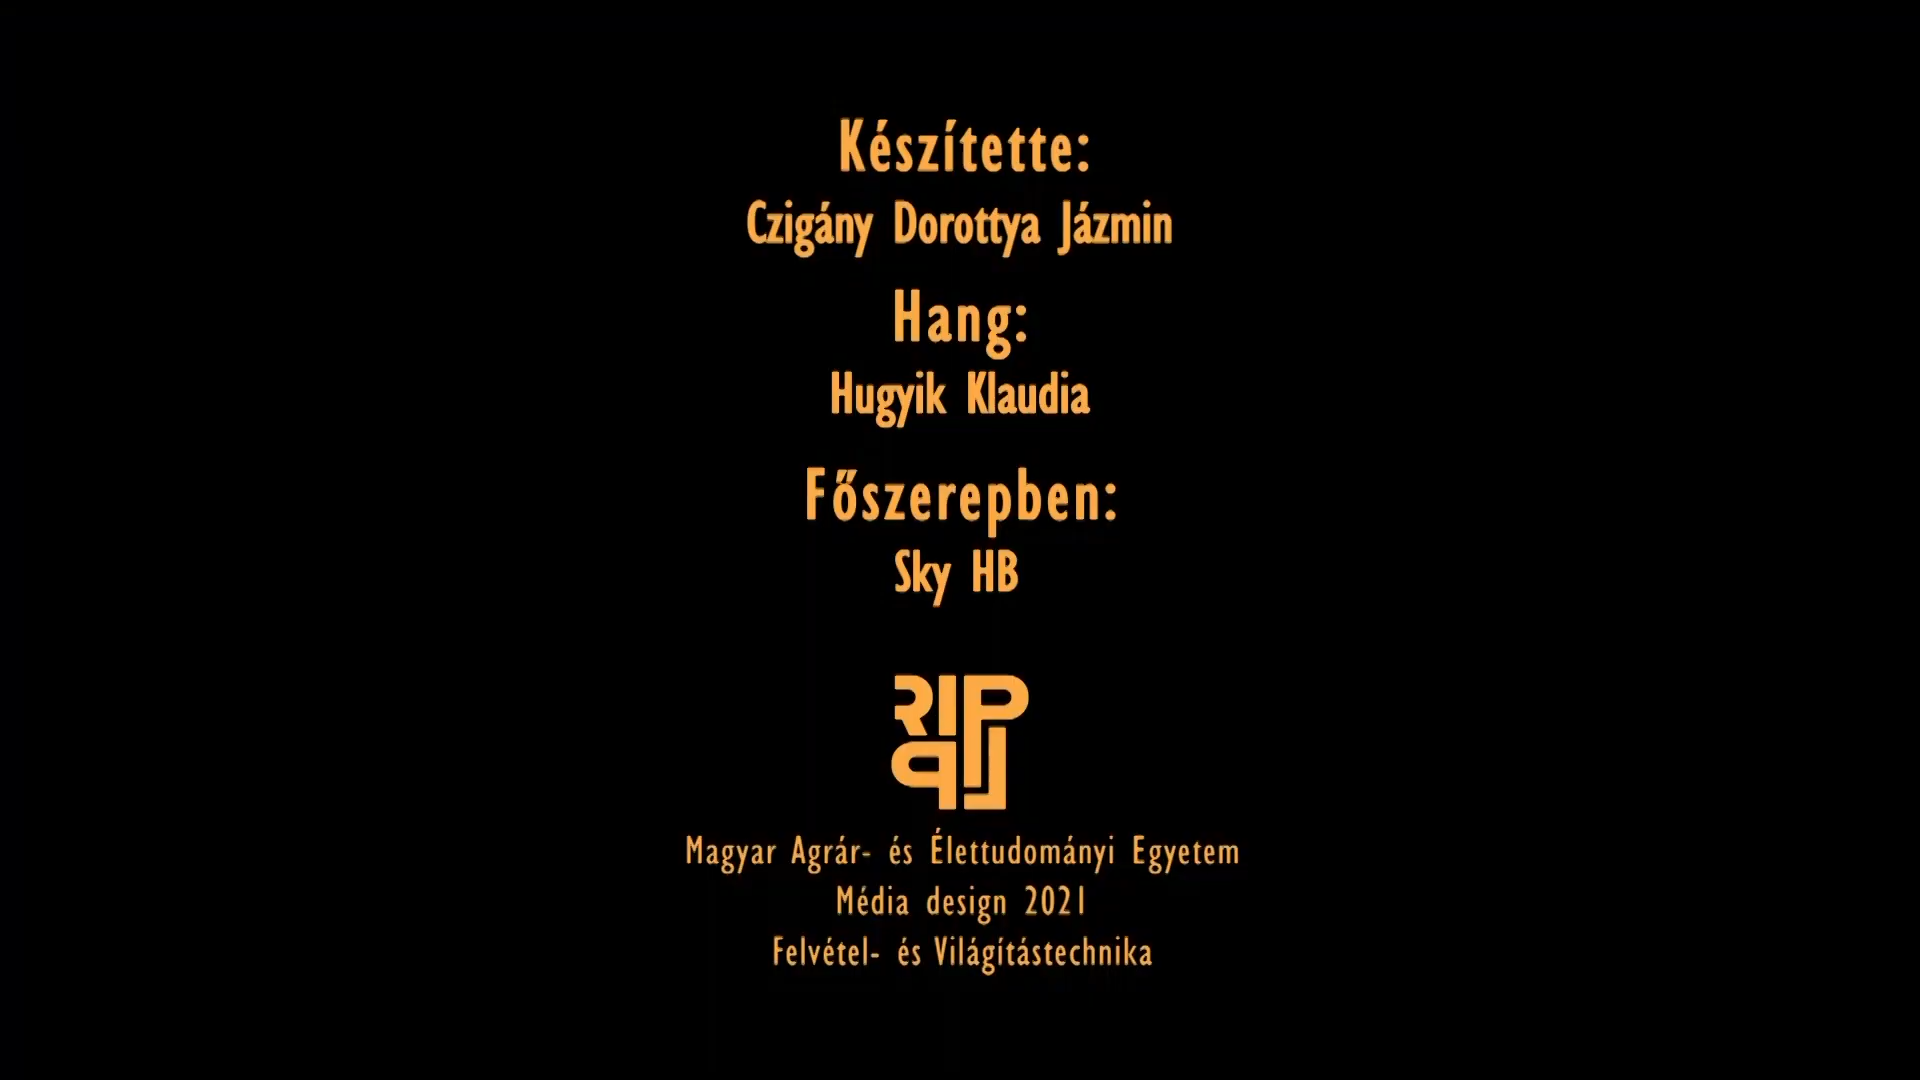 Készítette:
Czigány Dorottya Jázmin
Hang:
Hugyik Klaudia
Főszerepben:
Sky HB
RIP
Magyar Agrár- és Élettudományi Egyetem
Média design 2021
Felvétel- és Világítástechnika